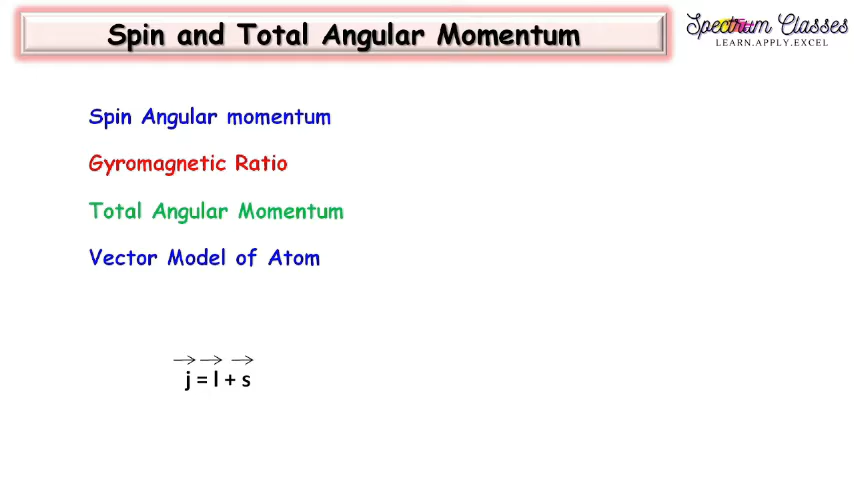 Spin and Total Angular Momentum
Spectrum Classes
LEARN.APPLY.EXCEL
Spin Angular momentum
Gyromagnetic Ratio
Total Angular Momentum
Vector Model of Atom
j = l + s